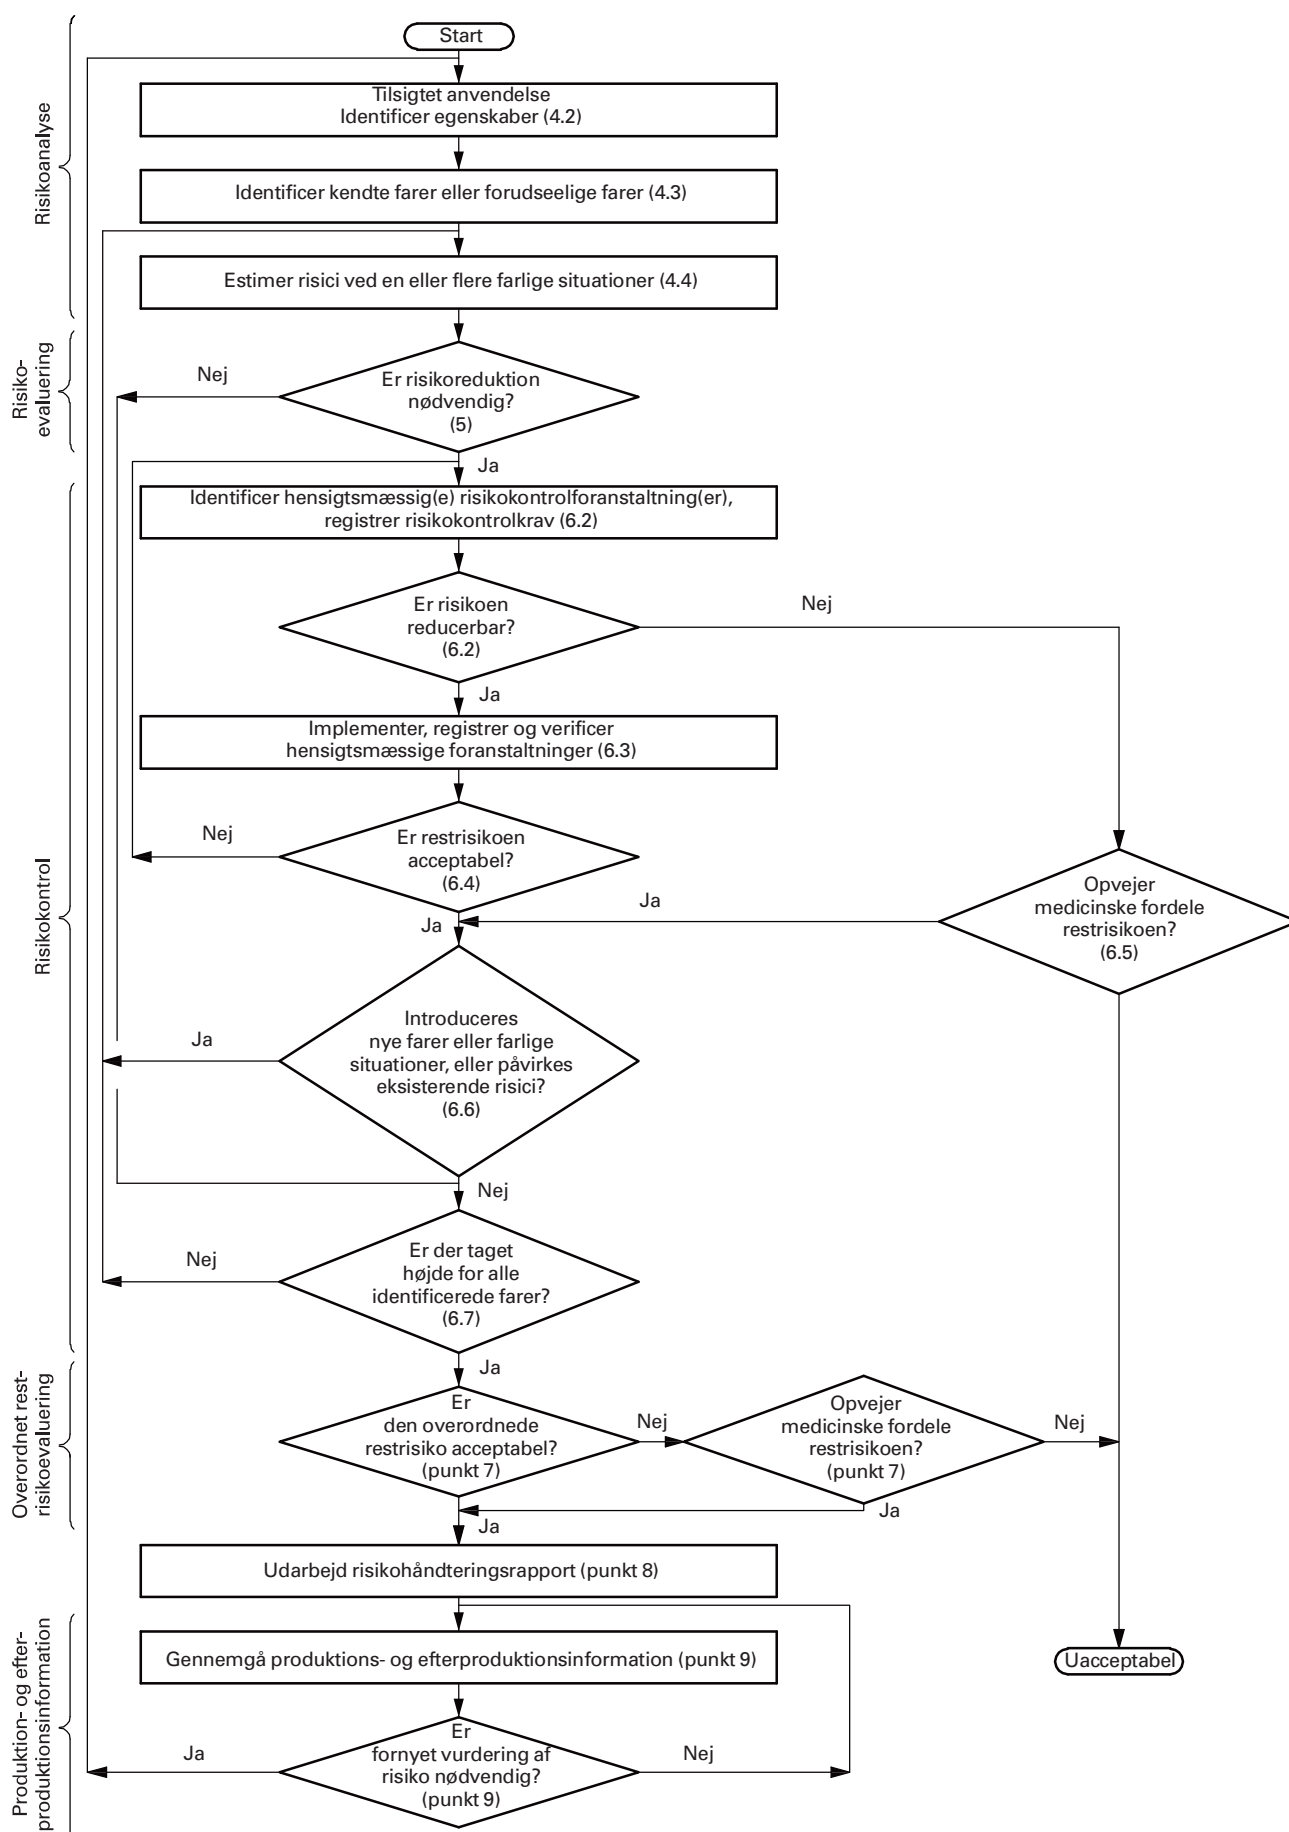 Start
Risikoanalyse
Tilsigtet anvendelse
Identificer egenskaber (4.2)
Identificer kendte farer eller forudseelige farer (4.3)
Estimer risici ved en eller flere farlige situationer (4.4)
Risiko-
evaluering
Nej
Er risikoreduktion
nødvendig?
(5)
Ja
Risikokontrol
Identificer hensigtsmæssig(e) risikokontrolforanstaltning(er),
registrer risikokontrolkrav (6.2)
Er risikoen
reducerbar?
(6.2)
Nej
Ja
Implementer, registrer og verificer
hensigtsmæssige foranstaltninger (6.3)
Nej
Er restrisikoen
acceptabel?
(6.4)
Ja
Ja
Opvejer
medicinske fordele
restrisikoen?
(6.5)
Ja
Introduceres
nye farer eller farlige
situationer, eller påvirkes
eksisterende risici?
(6.6)
Nej
Nej
Er der taget
højde for alle
identificerede farer?
(6.7)
Ja
Overordnet rest-
risikoevaluering
Er
den overordnede
restrisiko acceptabel?
(punkt 7)
Nej
Opvejer
medicinske fordele
restrisikoen?
(punkt 7)
Nej
Ja
Ja
Udarbejd risikohåndteringsrapport (punkt 8)
Produktion- og efter-
produktionsinformation
Gennemgå produktions- og efterproduktionsinformation (punkt 9)
Uacceptabel
Ja
Er
fornyet vurdering af
risiko nødvendig?
(punkt 9)
Nej